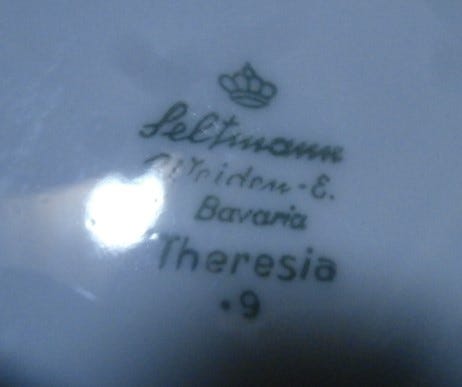 Seltmann
Weiden-E.
Bavaria
Theresia
•9